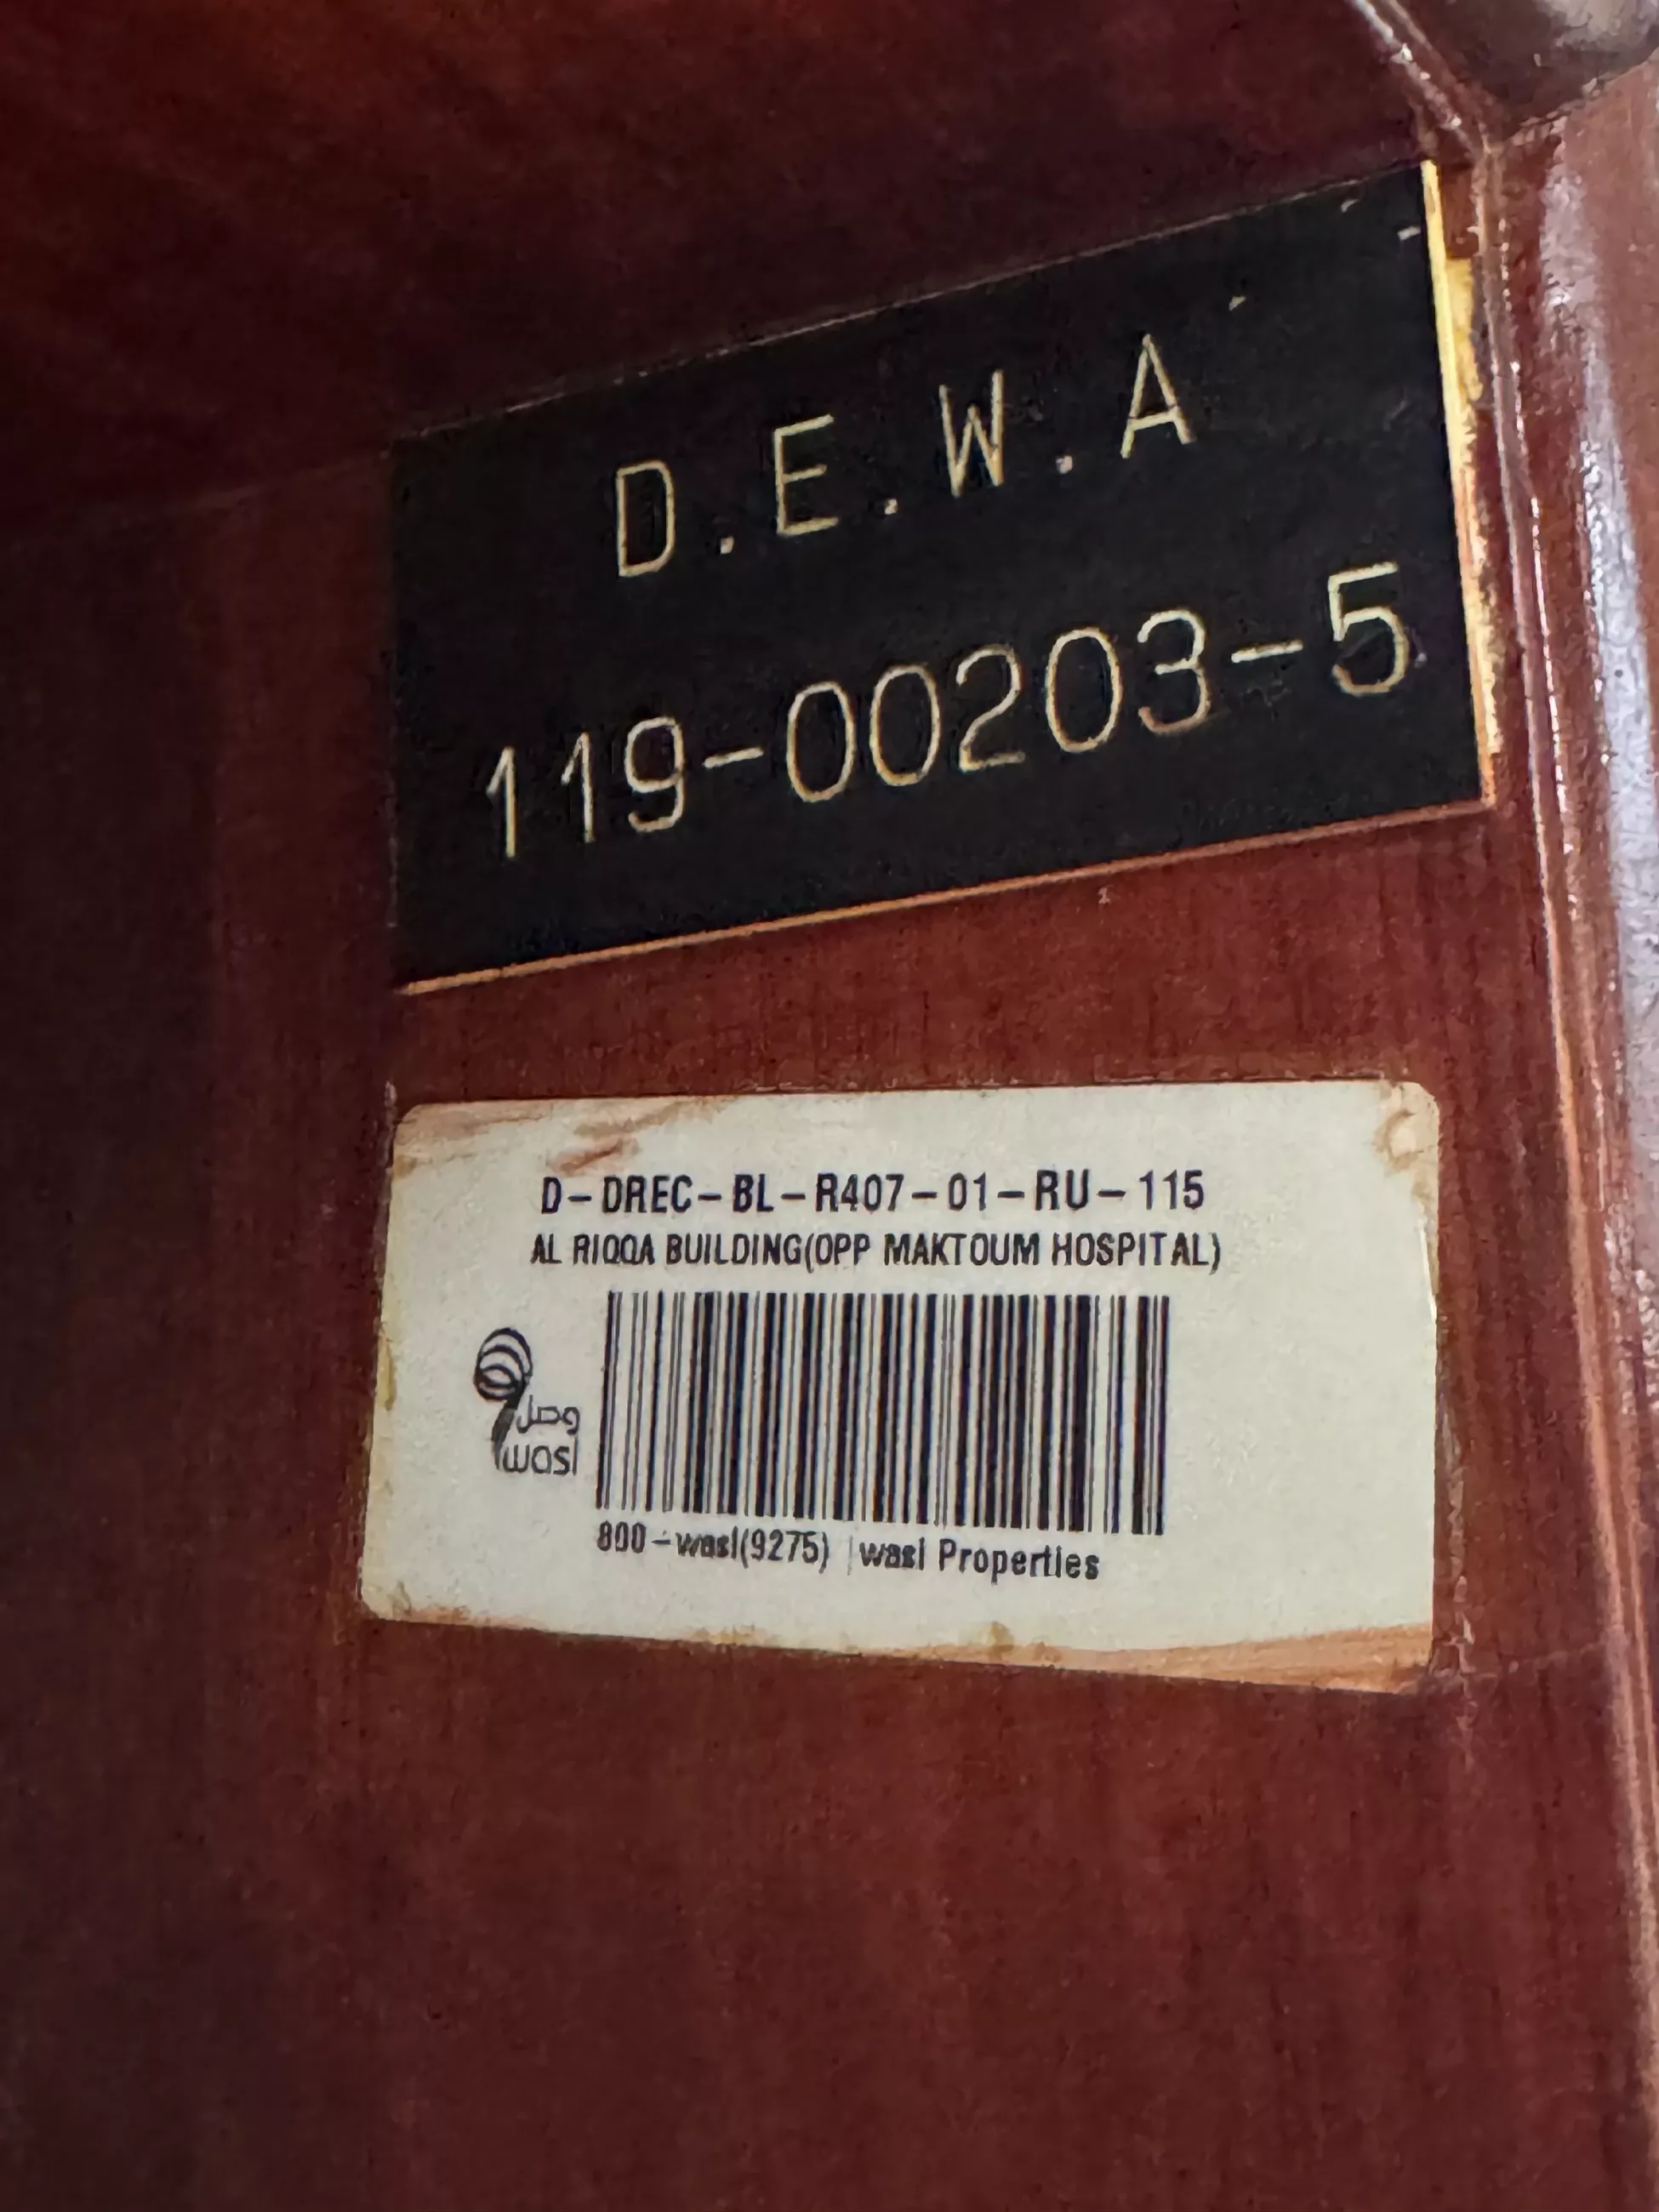 D.E.W.A
119-00203-5
D-DREC-BL-R407-01-RU-115
AL RIQQA BUILDING(OPP MAKTOUM HOSPITAL)
وصل
wasl
800-wasl(9275) | wasl Properties